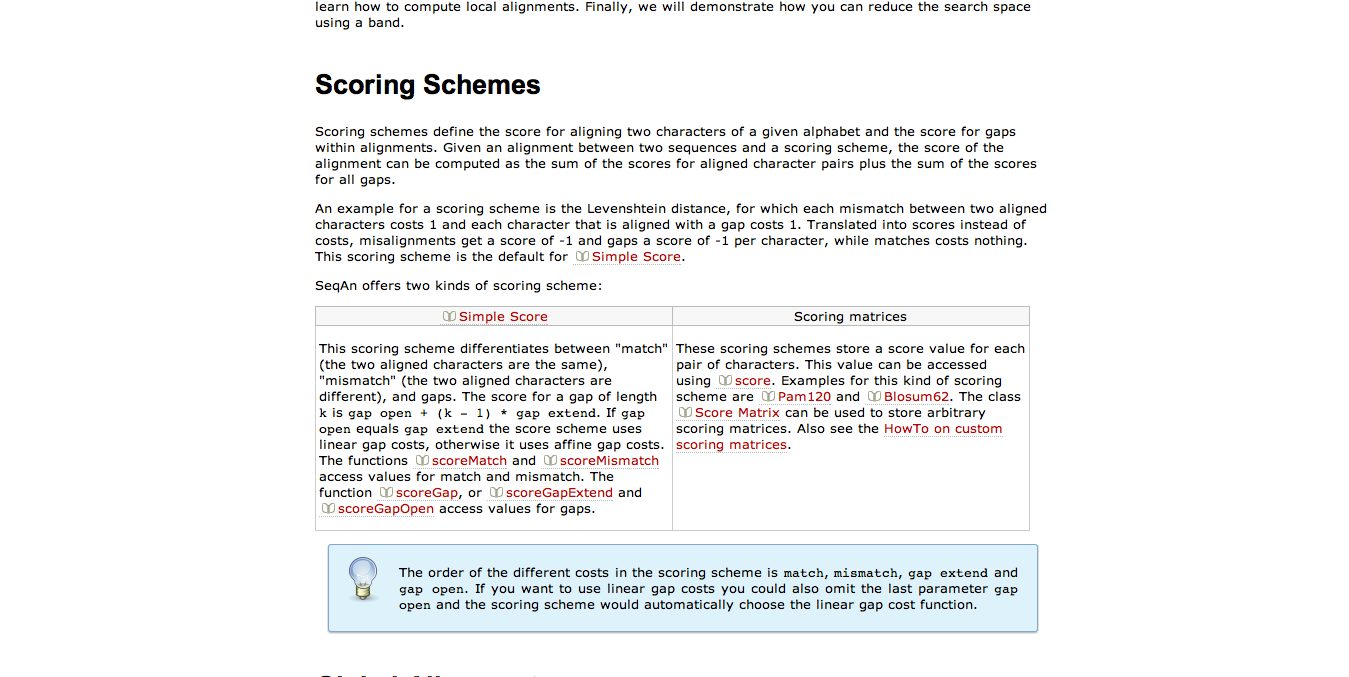 learn how to compute local alignments. Finally, we will demonstrate how you can reduce the search space
using a band.
Scoring Schemes
Scoring schemes define the score for aligning two characters of a given alphabet and the score for gaps
within alignments. Given an alignment between two sequences and a scoring scheme, the score of the
alignment can be computed as the sum of the scores for aligned character pairs plus the sum of the scores
for all gaps.
An example for a scoring scheme is the Levenshtein distance, for which each mismatch between two aligned
characters costs 1 and each character that is aligned with a gap costs 1. Translated into scores instead of
costs, misalignments get a score of -1 and gaps a score of -1 per character, while matches costs nothing.
This scoring scheme is the default for Simple Score.
SeqAn offers two kinds of scoring scheme:
Simple Score
This scoring scheme differentiates between "match"
(the two aligned characters are the same),
"mismatch" (the two aligned characters are
different), and gaps. The score for a gap of length
k is gap open + (k - 1) * gap extend. If gap
open equals gap extend the score scheme uses
linear gap costs, otherwise it uses affine gap costs.
The functions scoreMatch and scoreMismatch
access values for match and mismatch. The
function scoreGap, or scoreGapExtend and
scoreGapOpen access values for gaps.
Scoring matrices
These scoring schemes store a score value for each
pair of characters. This value can be accessed
using score. Examples for this kind of scoring
scheme are Pam120 and Blosum62. The class
Score Matrix can be used to store arbitrary
scoring matrices. Also see the HowTo on custom
scoring matrices.
The order of the different costs in the scoring scheme is match, mismatch, gap extend and
gap open. If you want to use linear gap costs you could also omit the last parameter gap
open and the scoring scheme would automatically choose the linear gap cost function.